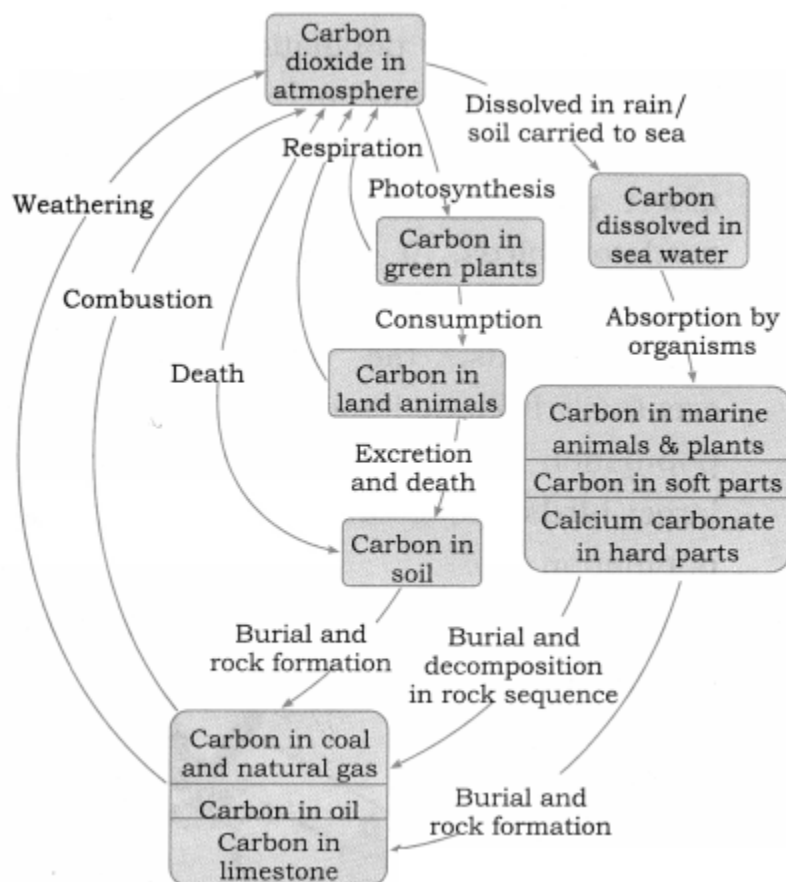 Carbon
dioxide in
atmosphere
Dissolved in rain/
soil carried to sea
Respiration
Weathering
Photosynthesis
Carbon
dissolved in
sea water
Carbon in
green plants
Combustion
Consumption
Absorption by
organisms
Death
Carbon in
land animals
Carbon in marine
animals & plants
Carbon in soft parts
Calcium carbonate
in hard parts
Excretion
and death
Carbon in
soil
Burial and
rock formation
Burial and
decomposition
in rock sequence
Carbon in coal
and natural gas
Carbon in oil
Carbon in
limestone
Burial and
rock formation